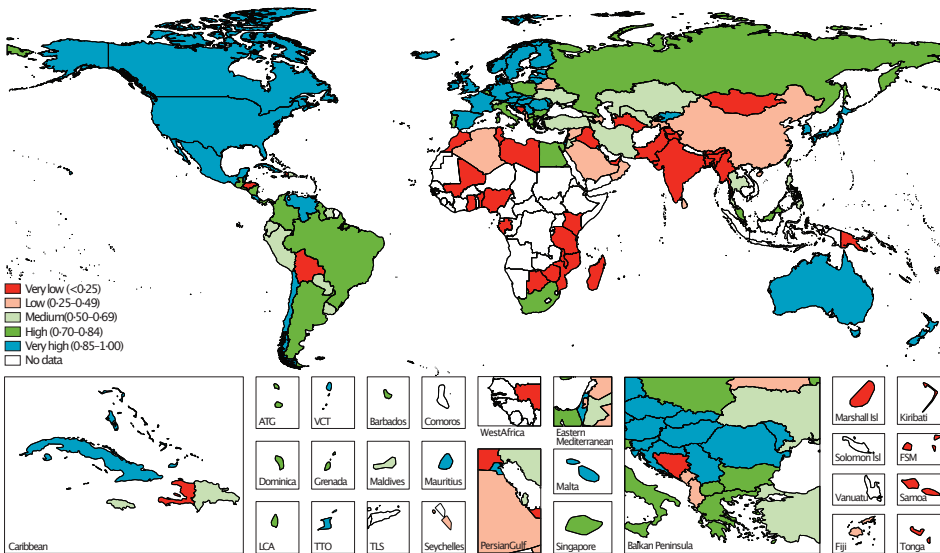 Very low (<0·25)
Low (0·25–0·49)
Medium(0·50–0·69)
High (0·70–0·84)
Very high (0·85–1·00)
No data
Caribbean
ATG
VCT
Barbados
Comoros
Dominica
Grenada
Maldives
Mauritius
LCA
TTO
TLS
Seychelles
WestAfrica
Eastern
Mediterranean
PersianGulf
Malta
Singapore
Balkan Peninsula
Marshall Isl
Kiribati
Solomon Isl
FSM
Vanuatu
Samoa
Fiji
Tonga